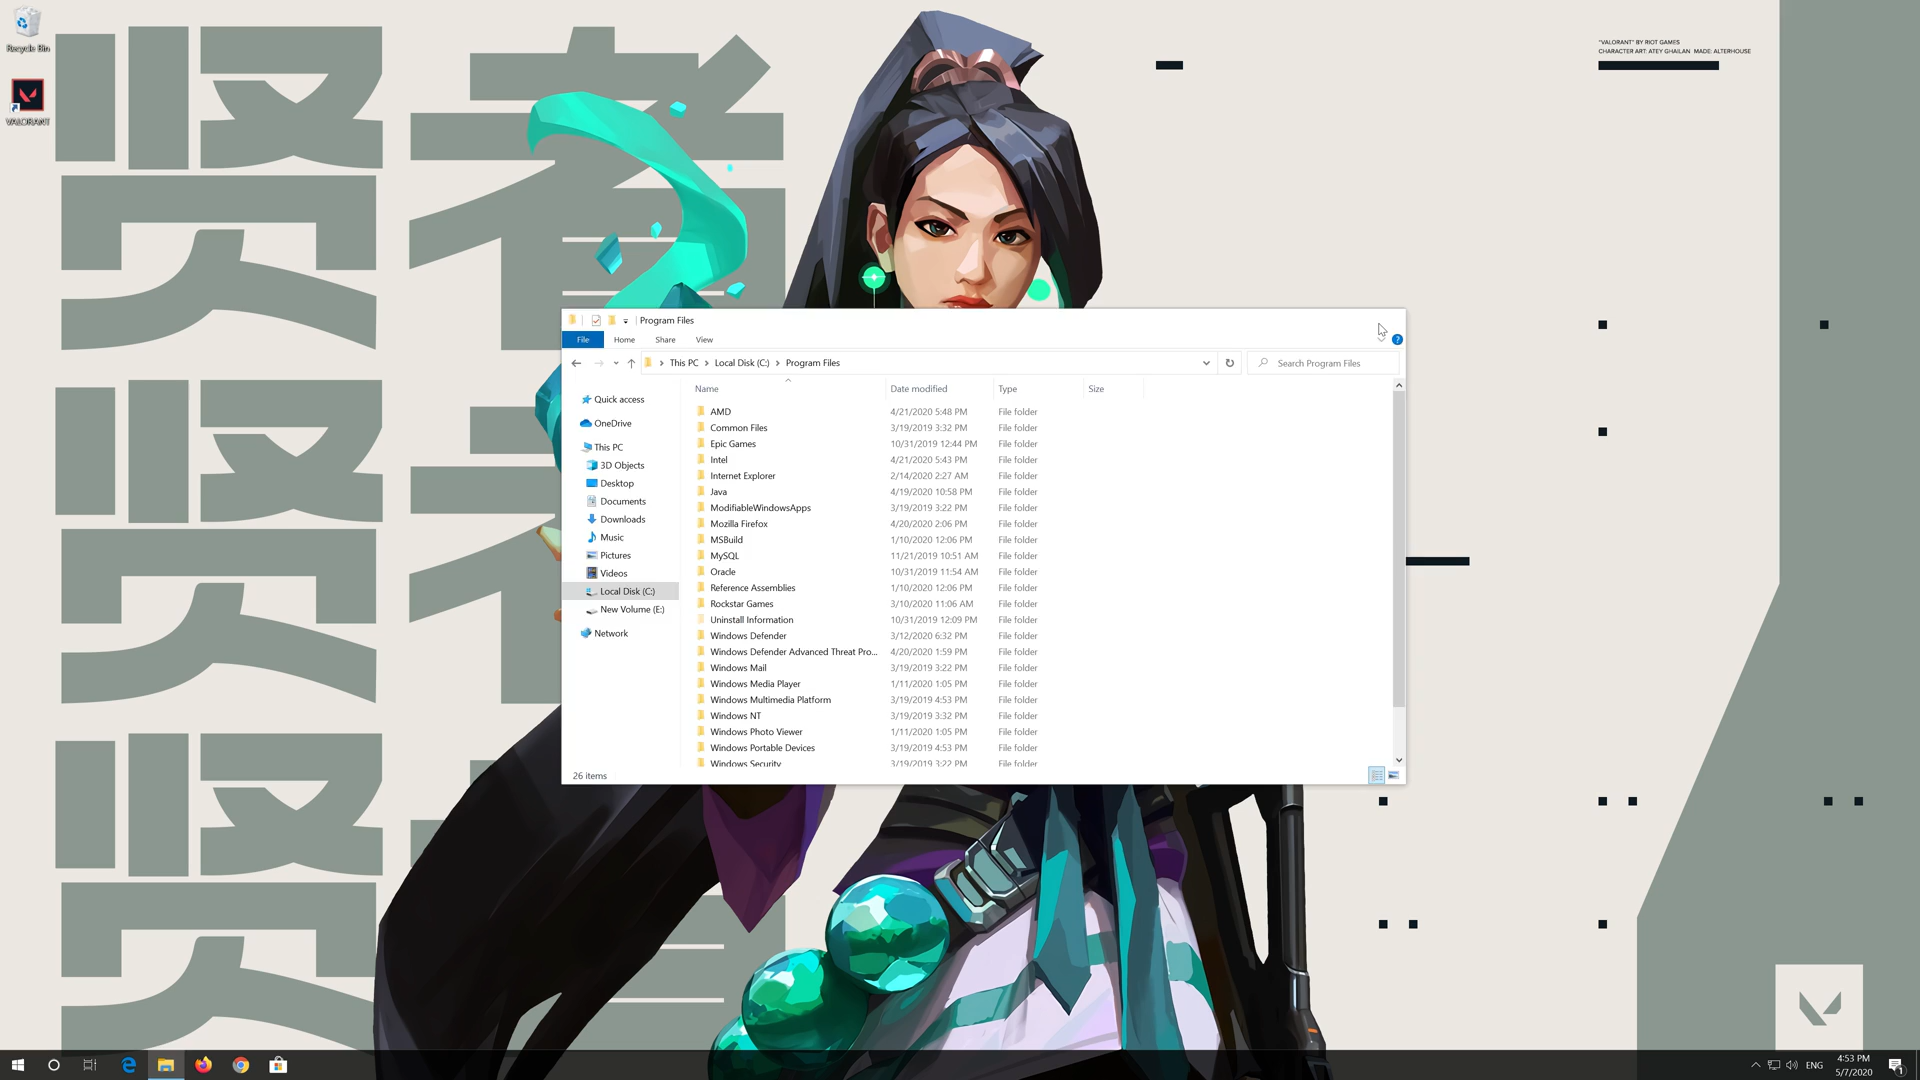 Recycle Bin
VALORANT
贤者
贤
贤者
"VALORANT" BY RIOT GAMES
CHARACTER ART: ATEY GHAILAN MADE: ALTERHOUSE
Program Files
File Home Share View
This PC Local Disk (C:) Program Files
Search Program Files
Quick access
OneDrive
This PC
3D Objects
Desktop
Documents
Downloads
Music
Pictures
Videos
Local Disk (C:)
New Volume (E:)
Network
Name Date modified Type Size
AMD 4/21/2020 5:48 PM File folder
Common Files 3/19/2019 3:32 PM File folder
Epic Games 10/31/2019 12:44 PM File folder
Intel 4/21/2020 5:43 PM File folder
Internet Explorer 2/14/2020 2:27 AM File folder
Java 4/19/2020 10:58 PM File folder
ModifiableWindowsApps 3/19/2019 3:22 PM File folder
Mozilla Firefox 4/20/2020 2:06 PM File folder
MSBuild 1/10/2020 12:06 PM File folder
MySQL 11/21/2019 10:51 AM File folder
Oracle 10/31/2019 11:54 AM File folder
Reference Assemblies 1/10/2020 12:06 PM File folder
Rockstar Games 3/10/2020 11:06 AM File folder
Uninstall Information 10/31/2019 12:09 PM File folder
Windows Defender 3/12/2020 6:32 PM File folder
Windows Defender Advanced Threat Pro... 4/20/2020 1:59 PM File folder
Windows Mail 3/19/2019 3:22 PM File folder
Windows Media Player 1/11/2020 1:05 PM File folder
Windows Multimedia Platform 3/19/2019 4:53 PM File folder
Windows NT 3/19/2019 3:32 PM File folder
Windows Photo Viewer 1/11/2020 1:05 PM File folder
Windows Portable Devices 3/19/2019 4:53 PM File folder
Windows Security 3/19/2019 3:22 PM File folder
26 items
ENG
4:53 PM
5/7/2020
1